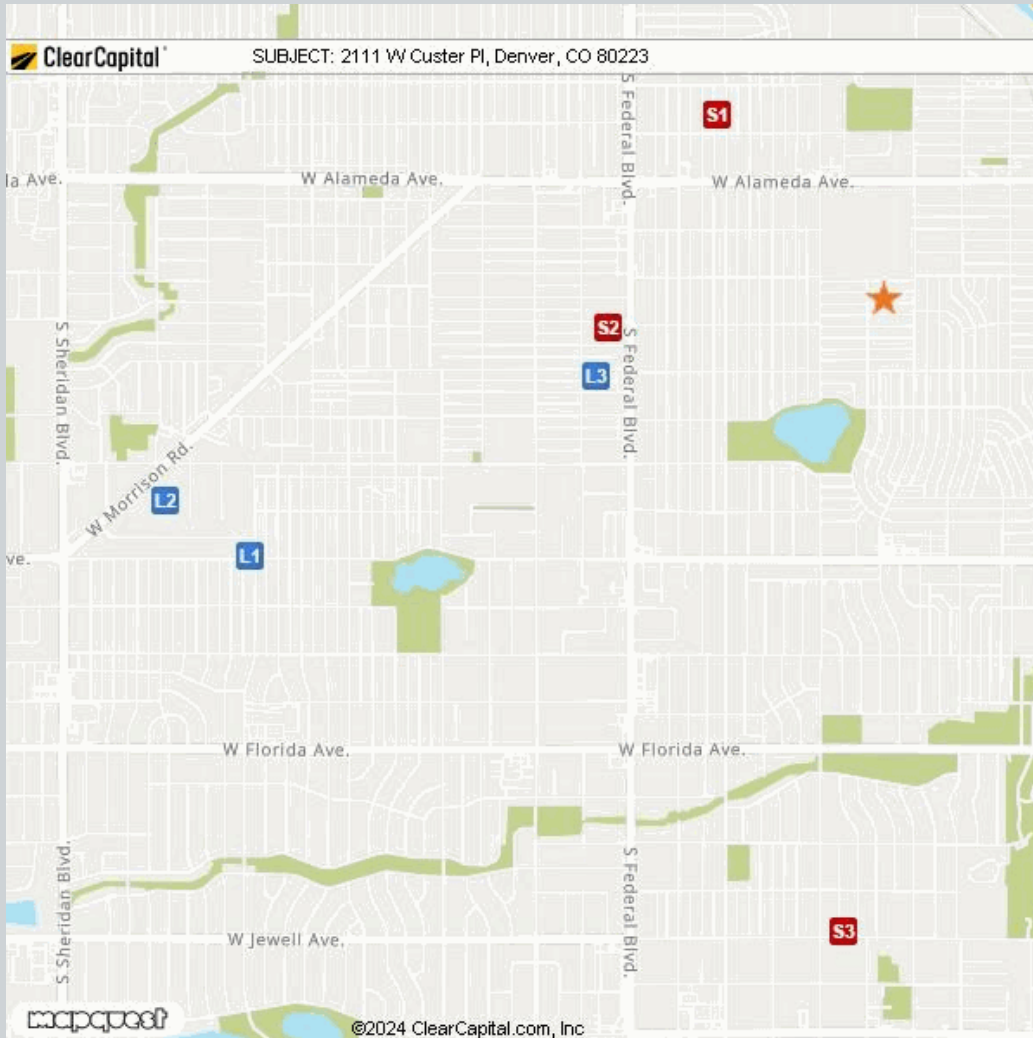 ClearCapital
SUBJECT: 2111 W Custer Pl, Denver, CO 80223
S Federal Blvd.
S1
la Ave.
W Alameda Ave.
W Alameda Ave.
S2
S Sheridan Blvd.
S Federal Blvd.
L3
W Morrison Rd.
L2
L1
ve.
W Florida Ave.
W Florida Ave.
S Sheridan Blvd.
S Federal Blvd.
S3
W Jewell Ave.
mapquest
©2024 ClearCapital.com, Inc